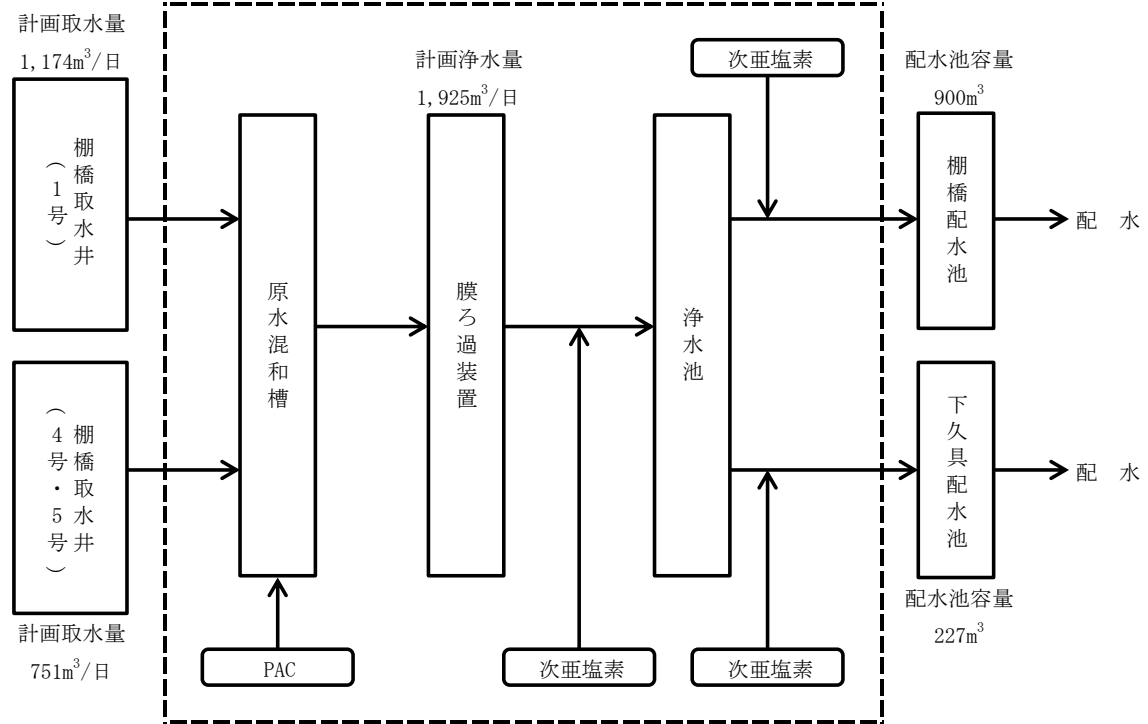 計画取水量
1,174m³/日
棚橋取水井
（1号）
棚橋取水井
（4号・5号）
計画取水量
751m³/日
原水混和槽
PAC
計画浄水量
1,925m³/日
膜ろ過装置
次亜塩素
浄水池
次亜塩素
次亜塩素
配水池容量
900m³
棚橋配水池
配　水
下久具配水池
配　水
配水池容量
227m³